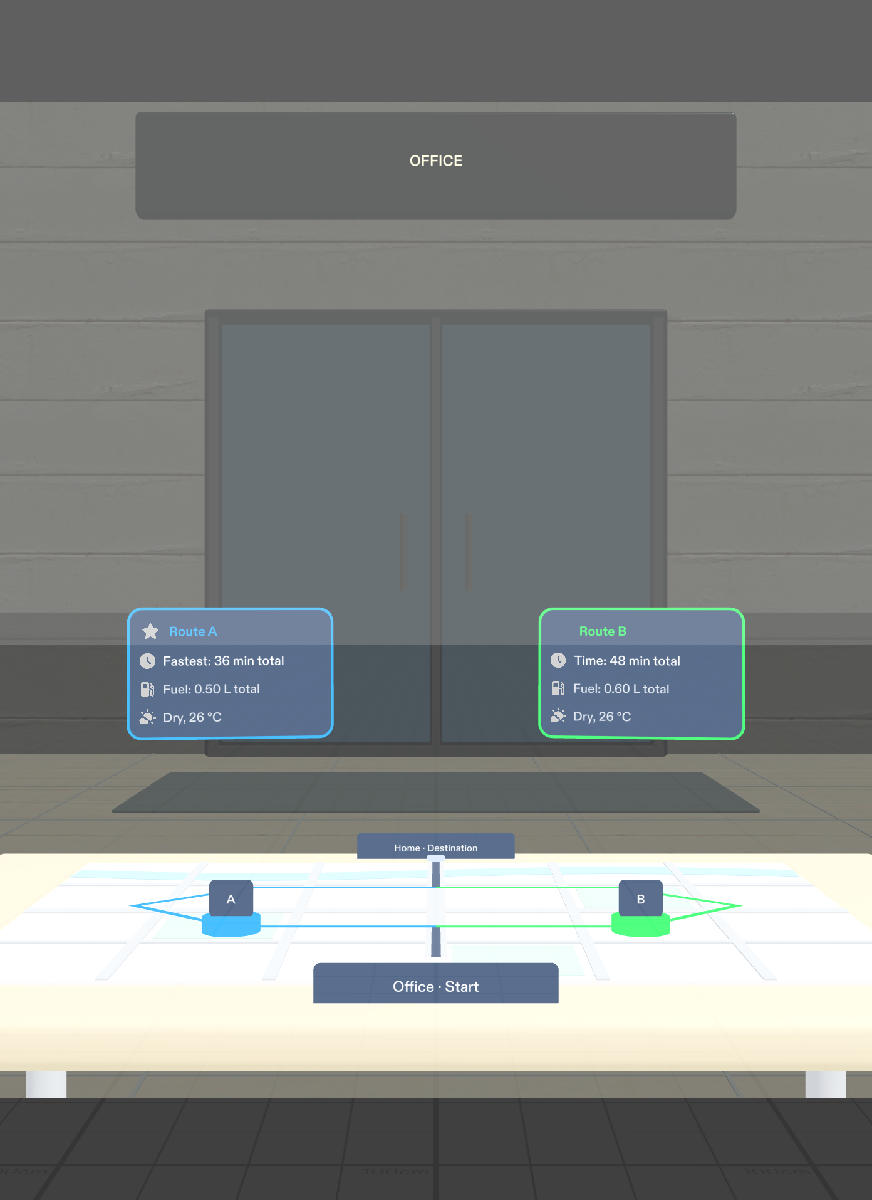 OFFICE
Route A
Fastest: 36 min total
Fuel: 0.50 L total
Dry, 26 °C
Route B
Time: 48 min total
Fuel: 0.60 L total
Dry, 26 °C
Home · Destination
A
B
Office · Start